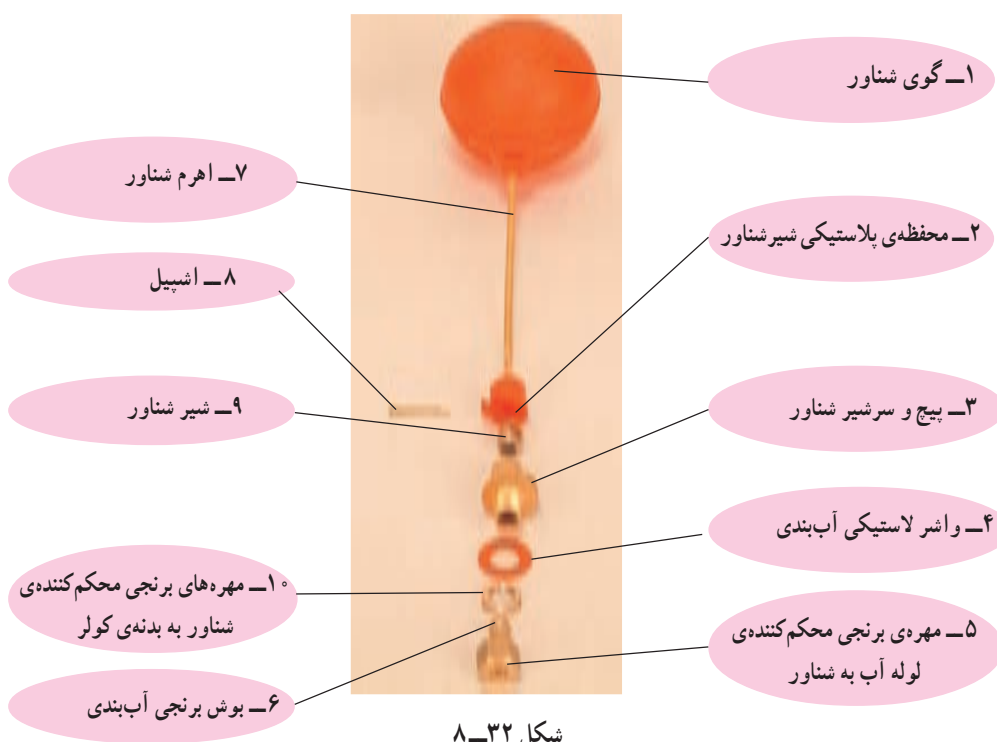 ۱ــ گوی شناور
۲ــ محفظه‌ی پلاستیکی شیرشناور
۳ــ پیچ و سرشیر شناور
۴ــ واشر لاستیکی آب‌بندی
۵ــ مهره‌ی برنجی محکم‌کننده‌ی
لوله آب به شناور
۶ــ بوش برنجی آب‌بندی
۷ــ اهرم شناور
۸ــ اشپیل
۹ــ شیر شناور
۱۰ــ مهره‌های برنجی محکم‌کننده‌ی
شناور به بدنه‌ی کولر
شکل ۳۲ــ۸